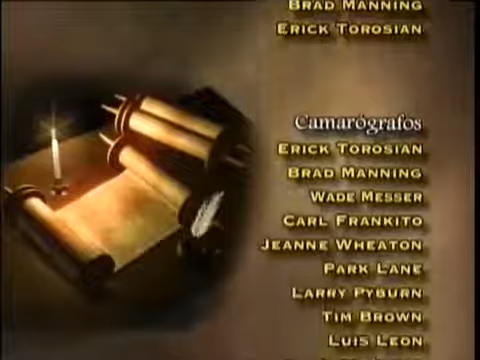 BRAD MANNING
ERICK TOROSIAN
Camarógrafos
ERICK TOROSIAN
BRAD MANNING
WADE MESSER
CARL FRANKITO
JEANNE WHEATON
PARK LANE
LARRY PYBURN
TIM BROWN
LUIS LEON